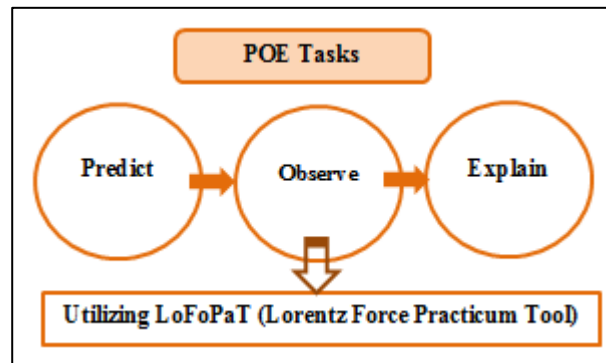 POE Tasks
Predict
Observe
Explain
Utilizing LoFoPaT (Lorentz Force Practicum Tool)